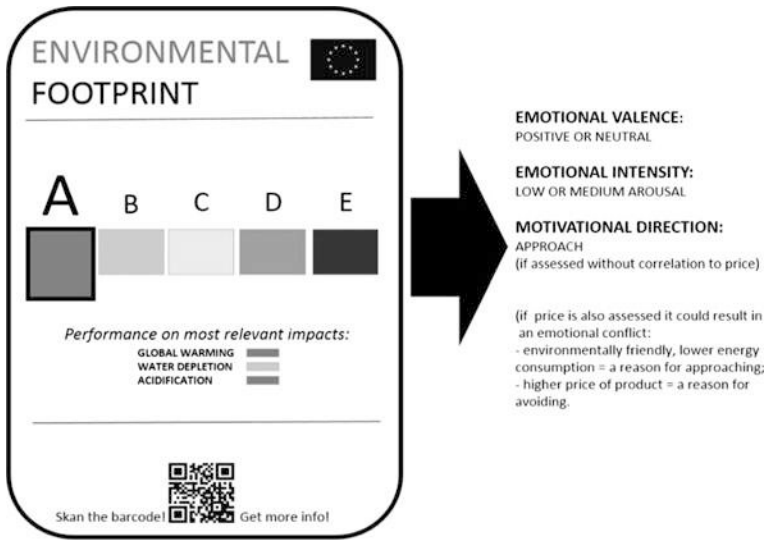 ENVIRONMENTAL
FOOTPRINT
A B C D E
Performance on most relevant impacts:
GLOBAL WARMING
WATER DEPLETION
ACIDIFICATION
Skan the barcode! Get more info!
EMOTIONAL VALENCE:
POSITIVE OR NEUTRAL
EMOTIONAL INTENSITY:
LOW OR MEDIUM AROUSAL
MOTIVATIONAL DIRECTION:
APPROACH
(if assessed without correlation to price)
(if price is also assessed it could result in
an emotional conflict:
- environmentally friendly, lower energy
consumption = a reason for approaching;
- higher price of product = a reason for
avoiding.